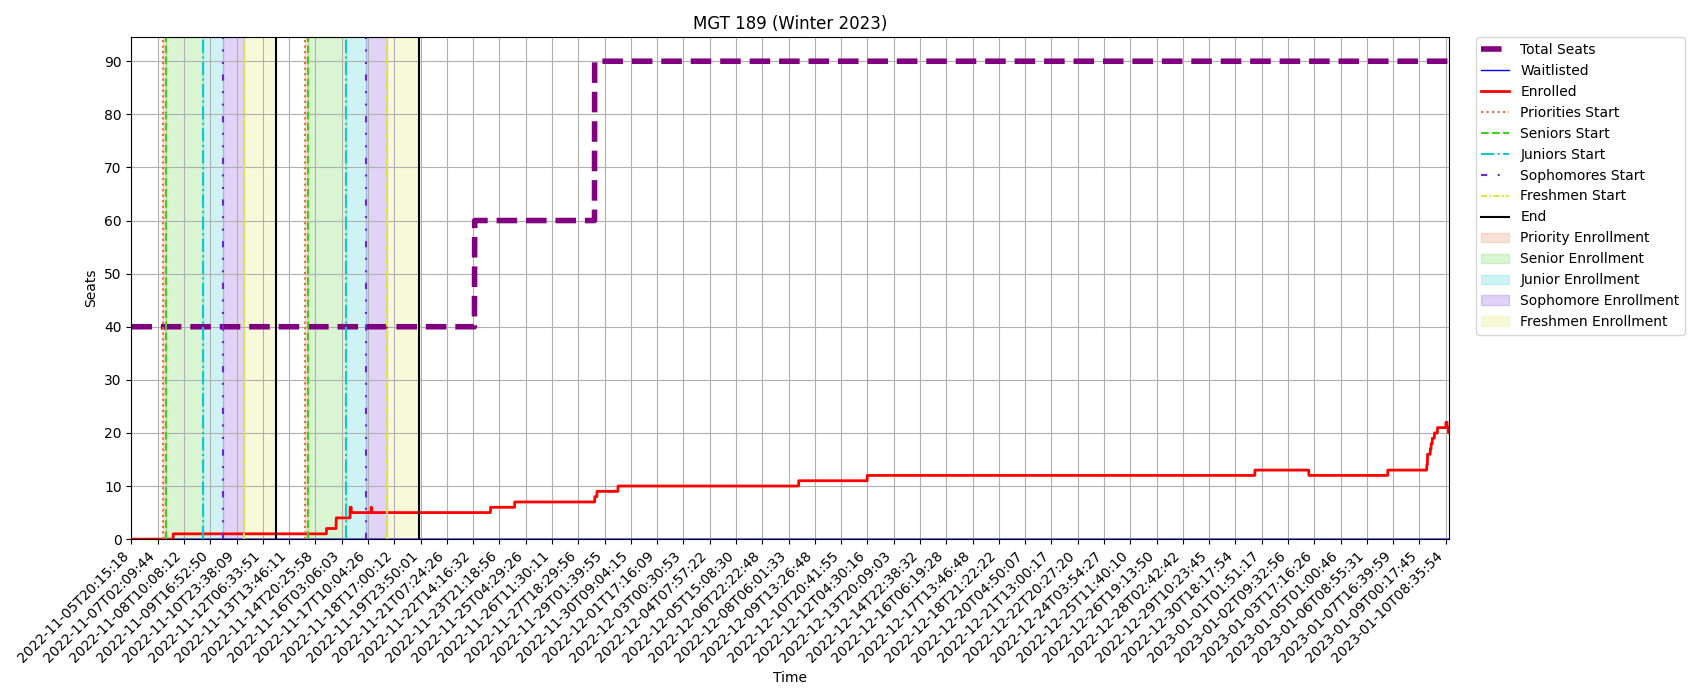 MGT 189 (Winter 2023)
90
80
70
60
50
40
30
20
10
0
Seats
2022-11-05T20:15:18
2022-11-07T02:09:44
2022-11-08T10:08:12
2022-11-09T16:52:50
2022-11-10T23:38:09
2022-11-12T06:33:51
2022-11-13T13:46:11
2022-11-14T20:25:58
2022-11-16T03:06:03
2022-11-17T10:04:26
2022-11-18T17:00:12
2022-11-19T23:50:01
2022-11-21T07:24:26
2022-11-22T14:16:32
2022-11-23T21:18:56
2022-11-25T04:29:26
2022-11-26T11:30:11
2022-11-27T18:29:56
2022-11-29T01:39:55
2022-11-30T09:04:15
2022-12-01T17:16:09
2022-12-03T00:30:53
2022-12-04T07:57:22
2022-12-05T15:08:30
2022-12-06T22:22:48
2022-12-08T06:01:33
2022-12-09T13:26:48
2022-12-10T20:41:55
2022-12-12T04:30:16
2022-12-13T20:09:03
2022-12-14T22:38:32
2022-12-16T06:19:28
2022-12-17T13:46:48
2022-12-18T21:22:22
2022-12-20T04:50:07
2022-12-21T13:00:17
2022-12-22T20:27:20
2022-12-24T03:54:27
2022-12-25T11:40:10
2022-12-26T19:13:50
2022-12-28T02:42:42
2022-12-29T10:23:45
2022-12-30T18:17:54
2023-01-01T01:51:17
2023-01-02T09:32:56
2023-01-03T17:16:26
2023-01-05T01:00:46
2023-01-06T08:55:31
2023-01-07T16:39:59
2023-01-09T00:17:45
2023-01-10T08:35:54
Time
Total Seats
Waitlisted
Enrolled
Priorities Start
Seniors Start
Juniors Start
Sophomores Start
Freshmen Start
End
Priority Enrollment
Senior Enrollment
Junior Enrollment
Sophomore Enrollment
Freshmen Enrollment